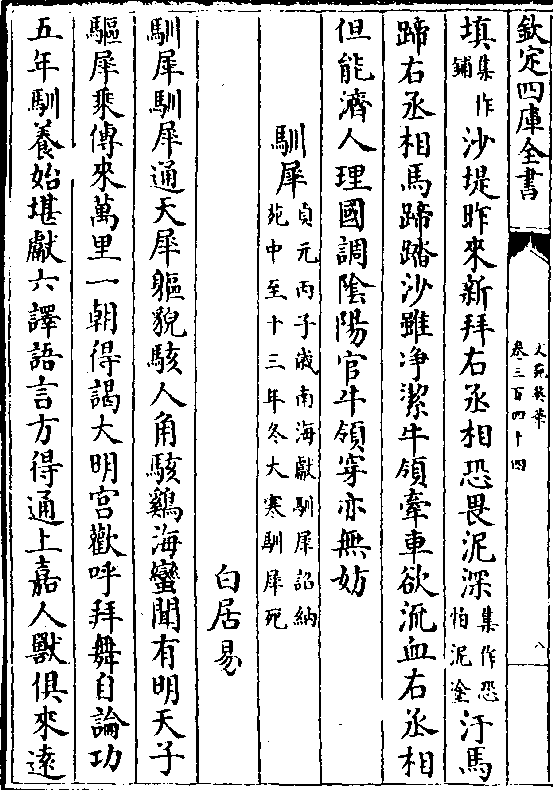 欽定四庫全書
文苑英華
卷三百四十四
八
填集作鋪沙堤昨來新拜右丞相恐畏泥深集作恐怕泥塗汙馬
蹄右丞相馬蹄踏沙雖净潔牛領牽車欲流血右丞相
但能濟人理國調陰陽官牛領穿亦無妨
馴犀貞元丙子歳南海獻馴犀詔納苑中至十三年冬大寒馴犀死
白居易
馴犀馴犀通天犀軀貌駭人角駭鷄海蠻聞有明天子
驅犀乘傳來萬里一朝得謁大明宫歡呼拜舞自論功
五年馴養始堪獻六譯語言方得通上嘉人獸俱來逺